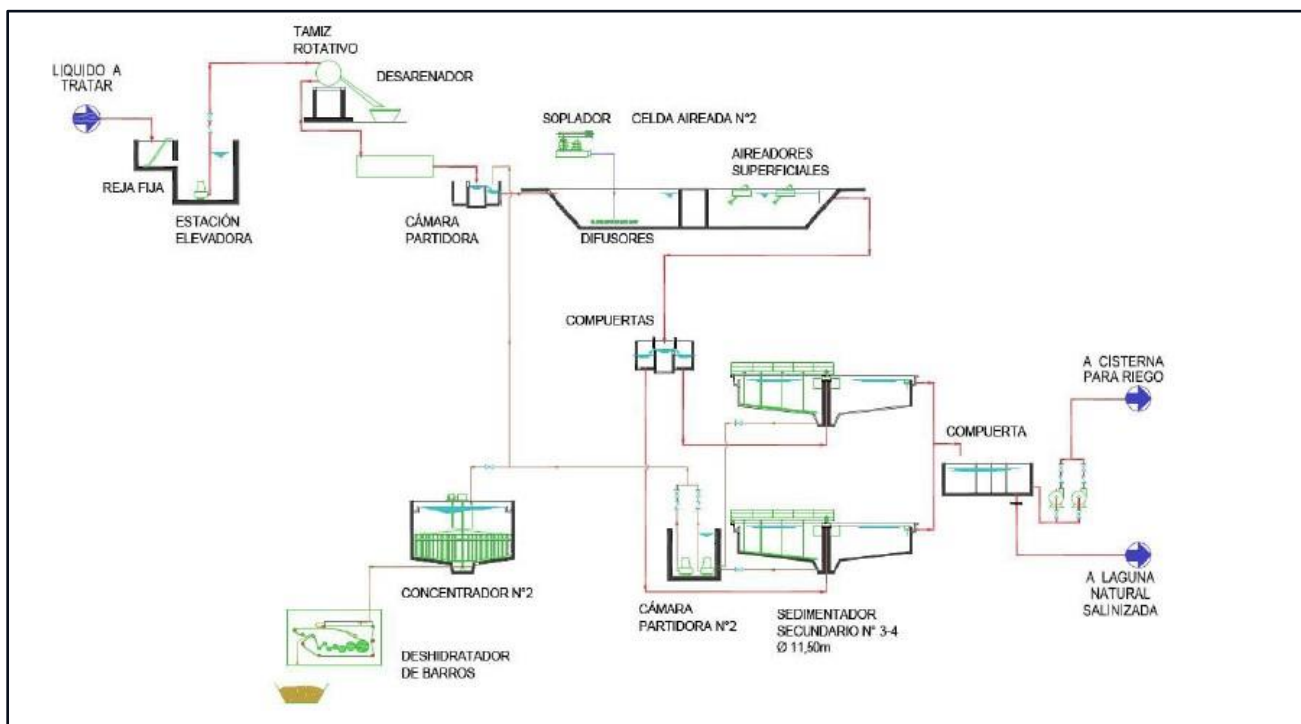 TAMIZ
ROTATIVO
LIQUIDO A
TRATAR
DESARENADOR
SOPLADOR
CELDA AIREADA N°2
AIREADORES
SUPERFICIALES
REJA FIJA
ESTACIÓN
ELEVADORA
CÁMARA
PARTIDORA
DIFUSORES
COMPUERTAS
A CISTERNA
PARA RIEGO
COMPUERTA
CONCENTRADOR N°2
CÁMARA
PARTIDORA N°2
SEDIMENTADOR
SECUNDARIO N° 3-4
Ø 11,50m
A LAGUNA
NATURAL
SALINIZADA
DESHIDRATADOR
DE BARROS